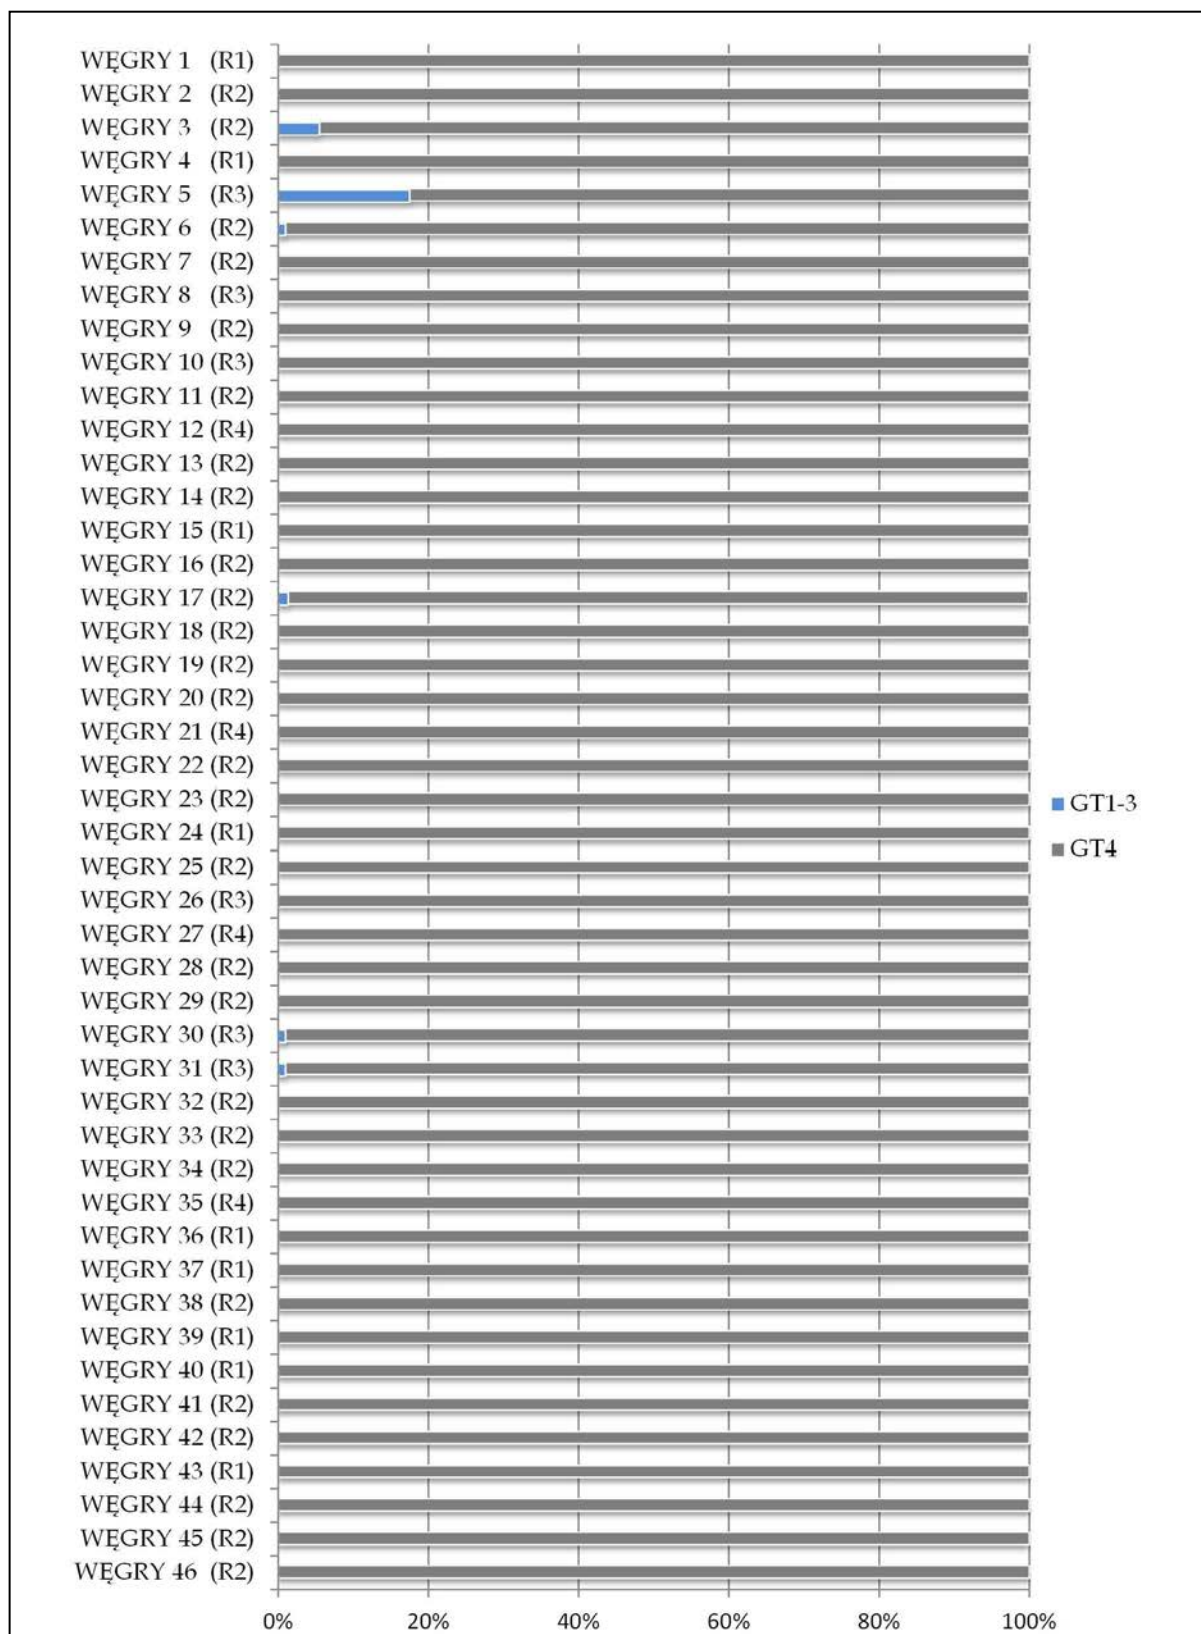 WĘGRY 1 (R1)
WĘGRY 2 (R2)
WĘGRY 3 (R2)
WĘGRY 4 (R1)
WĘGRY 5 (R3)
WĘGRY 6 (R2)
WĘGRY 7 (R2)
WĘGRY 8 (R3)
WĘGRY 9 (R2)
WĘGRY 10 (R3)
WĘGRY 11 (R2)
WĘGRY 12 (R4)
WĘGRY 13 (R2)
WĘGRY 14 (R2)
WĘGRY 15 (R1)
WĘGRY 16 (R2)
WĘGRY 17 (R2)
WĘGRY 18 (R2)
WĘGRY 19 (R2)
WĘGRY 20 (R2)
WĘGRY 21 (R4)
WĘGRY 22 (R2)
WĘGRY 23 (R2)
WĘGRY 24 (R1)
WĘGRY 25 (R2)
WĘGRY 26 (R3)
WĘGRY 27 (R4)
WĘGRY 28 (R2)
WĘGRY 29 (R2)
WĘGRY 30 (R3)
WĘGRY 31 (R3)
WĘGRY 32 (R2)
WĘGRY 33 (R2)
WĘGRY 34 (R2)
WĘGRY 35 (R4)
WĘGRY 36 (R1)
WĘGRY 37 (R1)
WĘGRY 38 (R2)
WĘGRY 39 (R1)
WĘGRY 40 (R1)
WĘGRY 41 (R2)
WĘGRY 42 (R2)
WĘGRY 43 (R1)
WĘGRY 44 (R2)
WĘGRY 45 (R2)
WĘGRY 46 (R2)
0% 20% 40% 60% 80% 100%
GT1-3
GT4